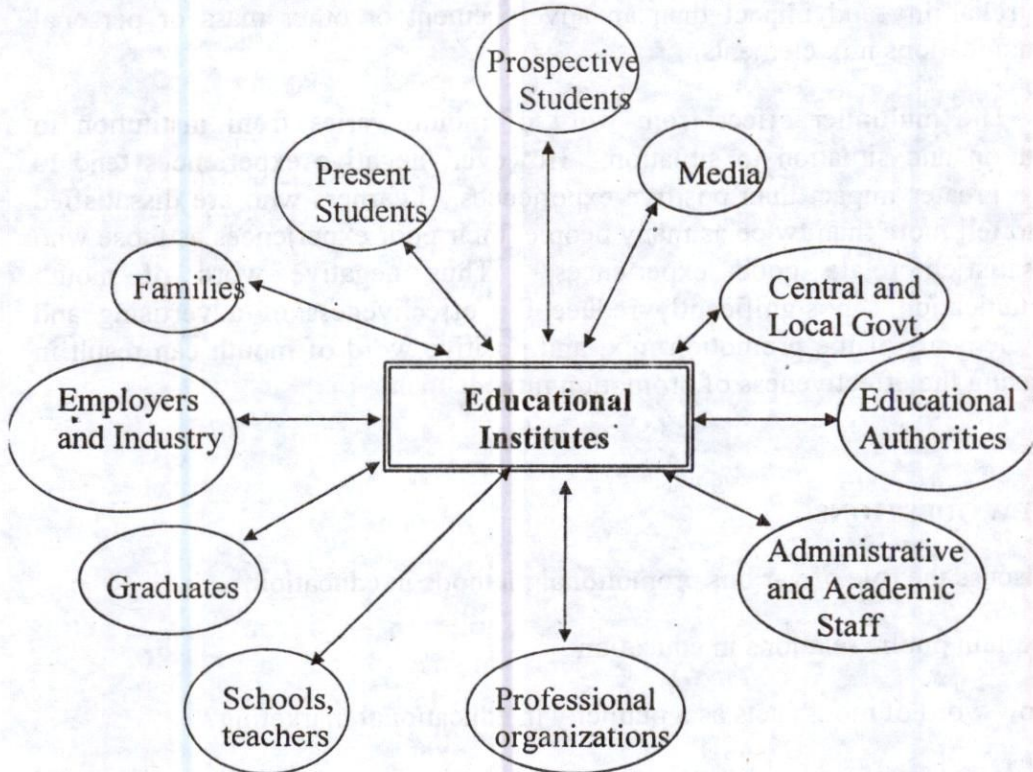 Prospective
Students
Media
Present
Students
Families
Central and
Local Govt.
Employers
and Industry
Educational
Institutes
Educational
Authorities
Graduates
Administrative
and Academic
Staff
Schools,
teachers
Professional
organizations